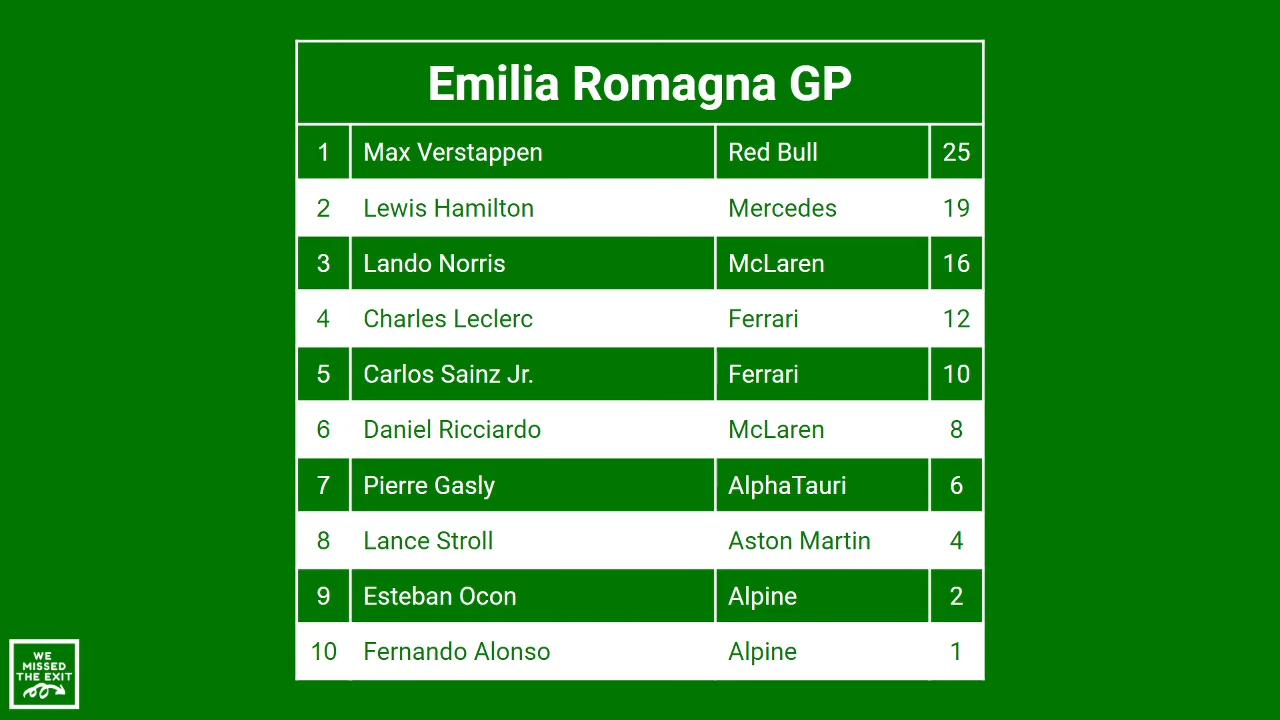 Emilia Romagna GP
1 Max Verstappen Red Bull 25
2 Lewis Hamilton Mercedes 19
3 Lando Norris McLaren 16
4 Charles Leclerc Ferrari 12
5 Carlos Sainz Jr. Ferrari 10
6 Daniel Ricciardo McLaren 8
7 Pierre Gasly AlphaTauri 6
8 Lance Stroll Aston Martin 4
9 Esteban Ocon Alpine 2
10 Fernando Alonso Alpine 1
WE
MISSED
THE EXIT